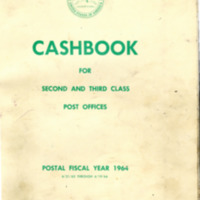 CASHBOOK
FOR
SECOND AND THIRD CLASS
POST OFFICES
POSTAL FISCAL YEAR 1964